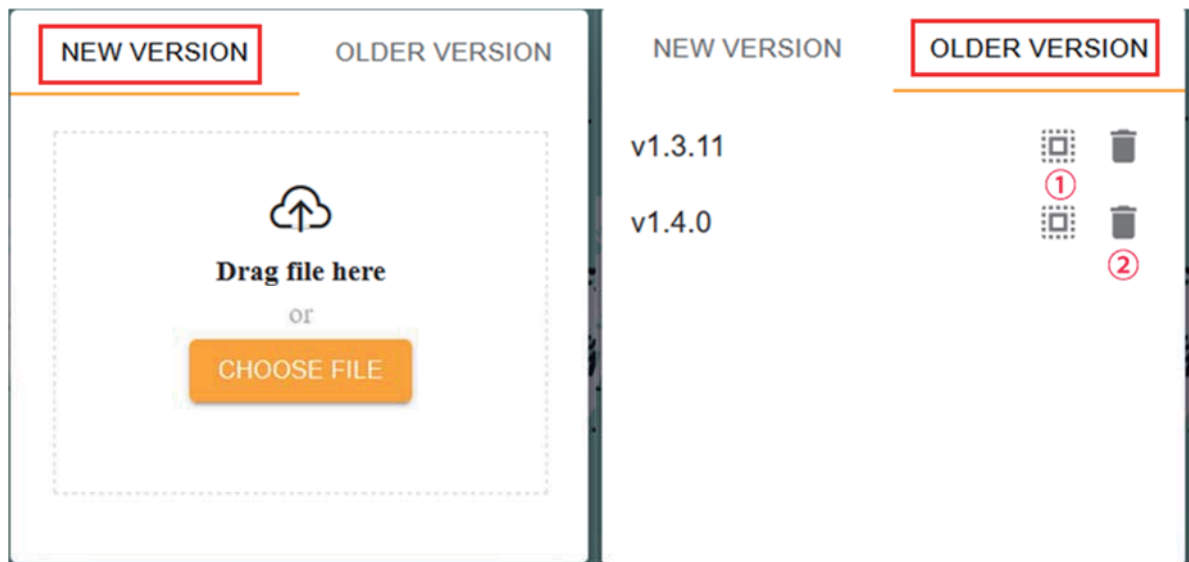 NEW VERSION
OLDER VERSION
Drag file here
or
CHOOSE FILE
NEW VERSION
OLDER VERSION
v1.3.11
①
v1.4.0
②